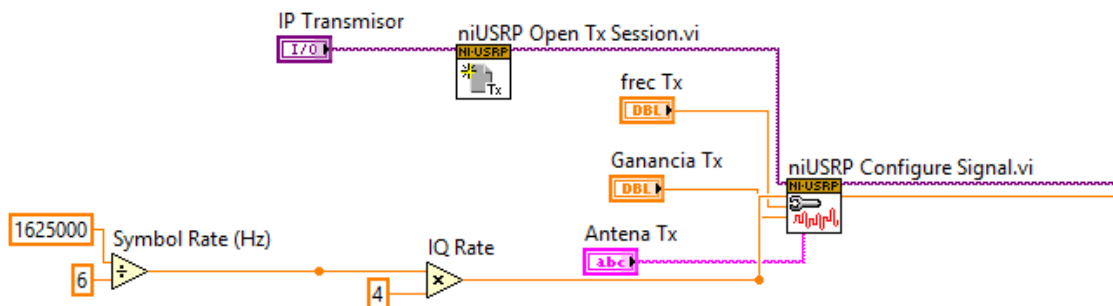 IP Transmisor
I/O
niUSRP Open Tx Session.vi
NI-USRP
Tx
frec Tx
DBL
Ganancia Tx
DBL
niUSRP Configure Signal.vi
NI-USRP
1625000
Symbol Rate (Hz)
÷
6
IQ Rate
×
4
Antena Tx
abc